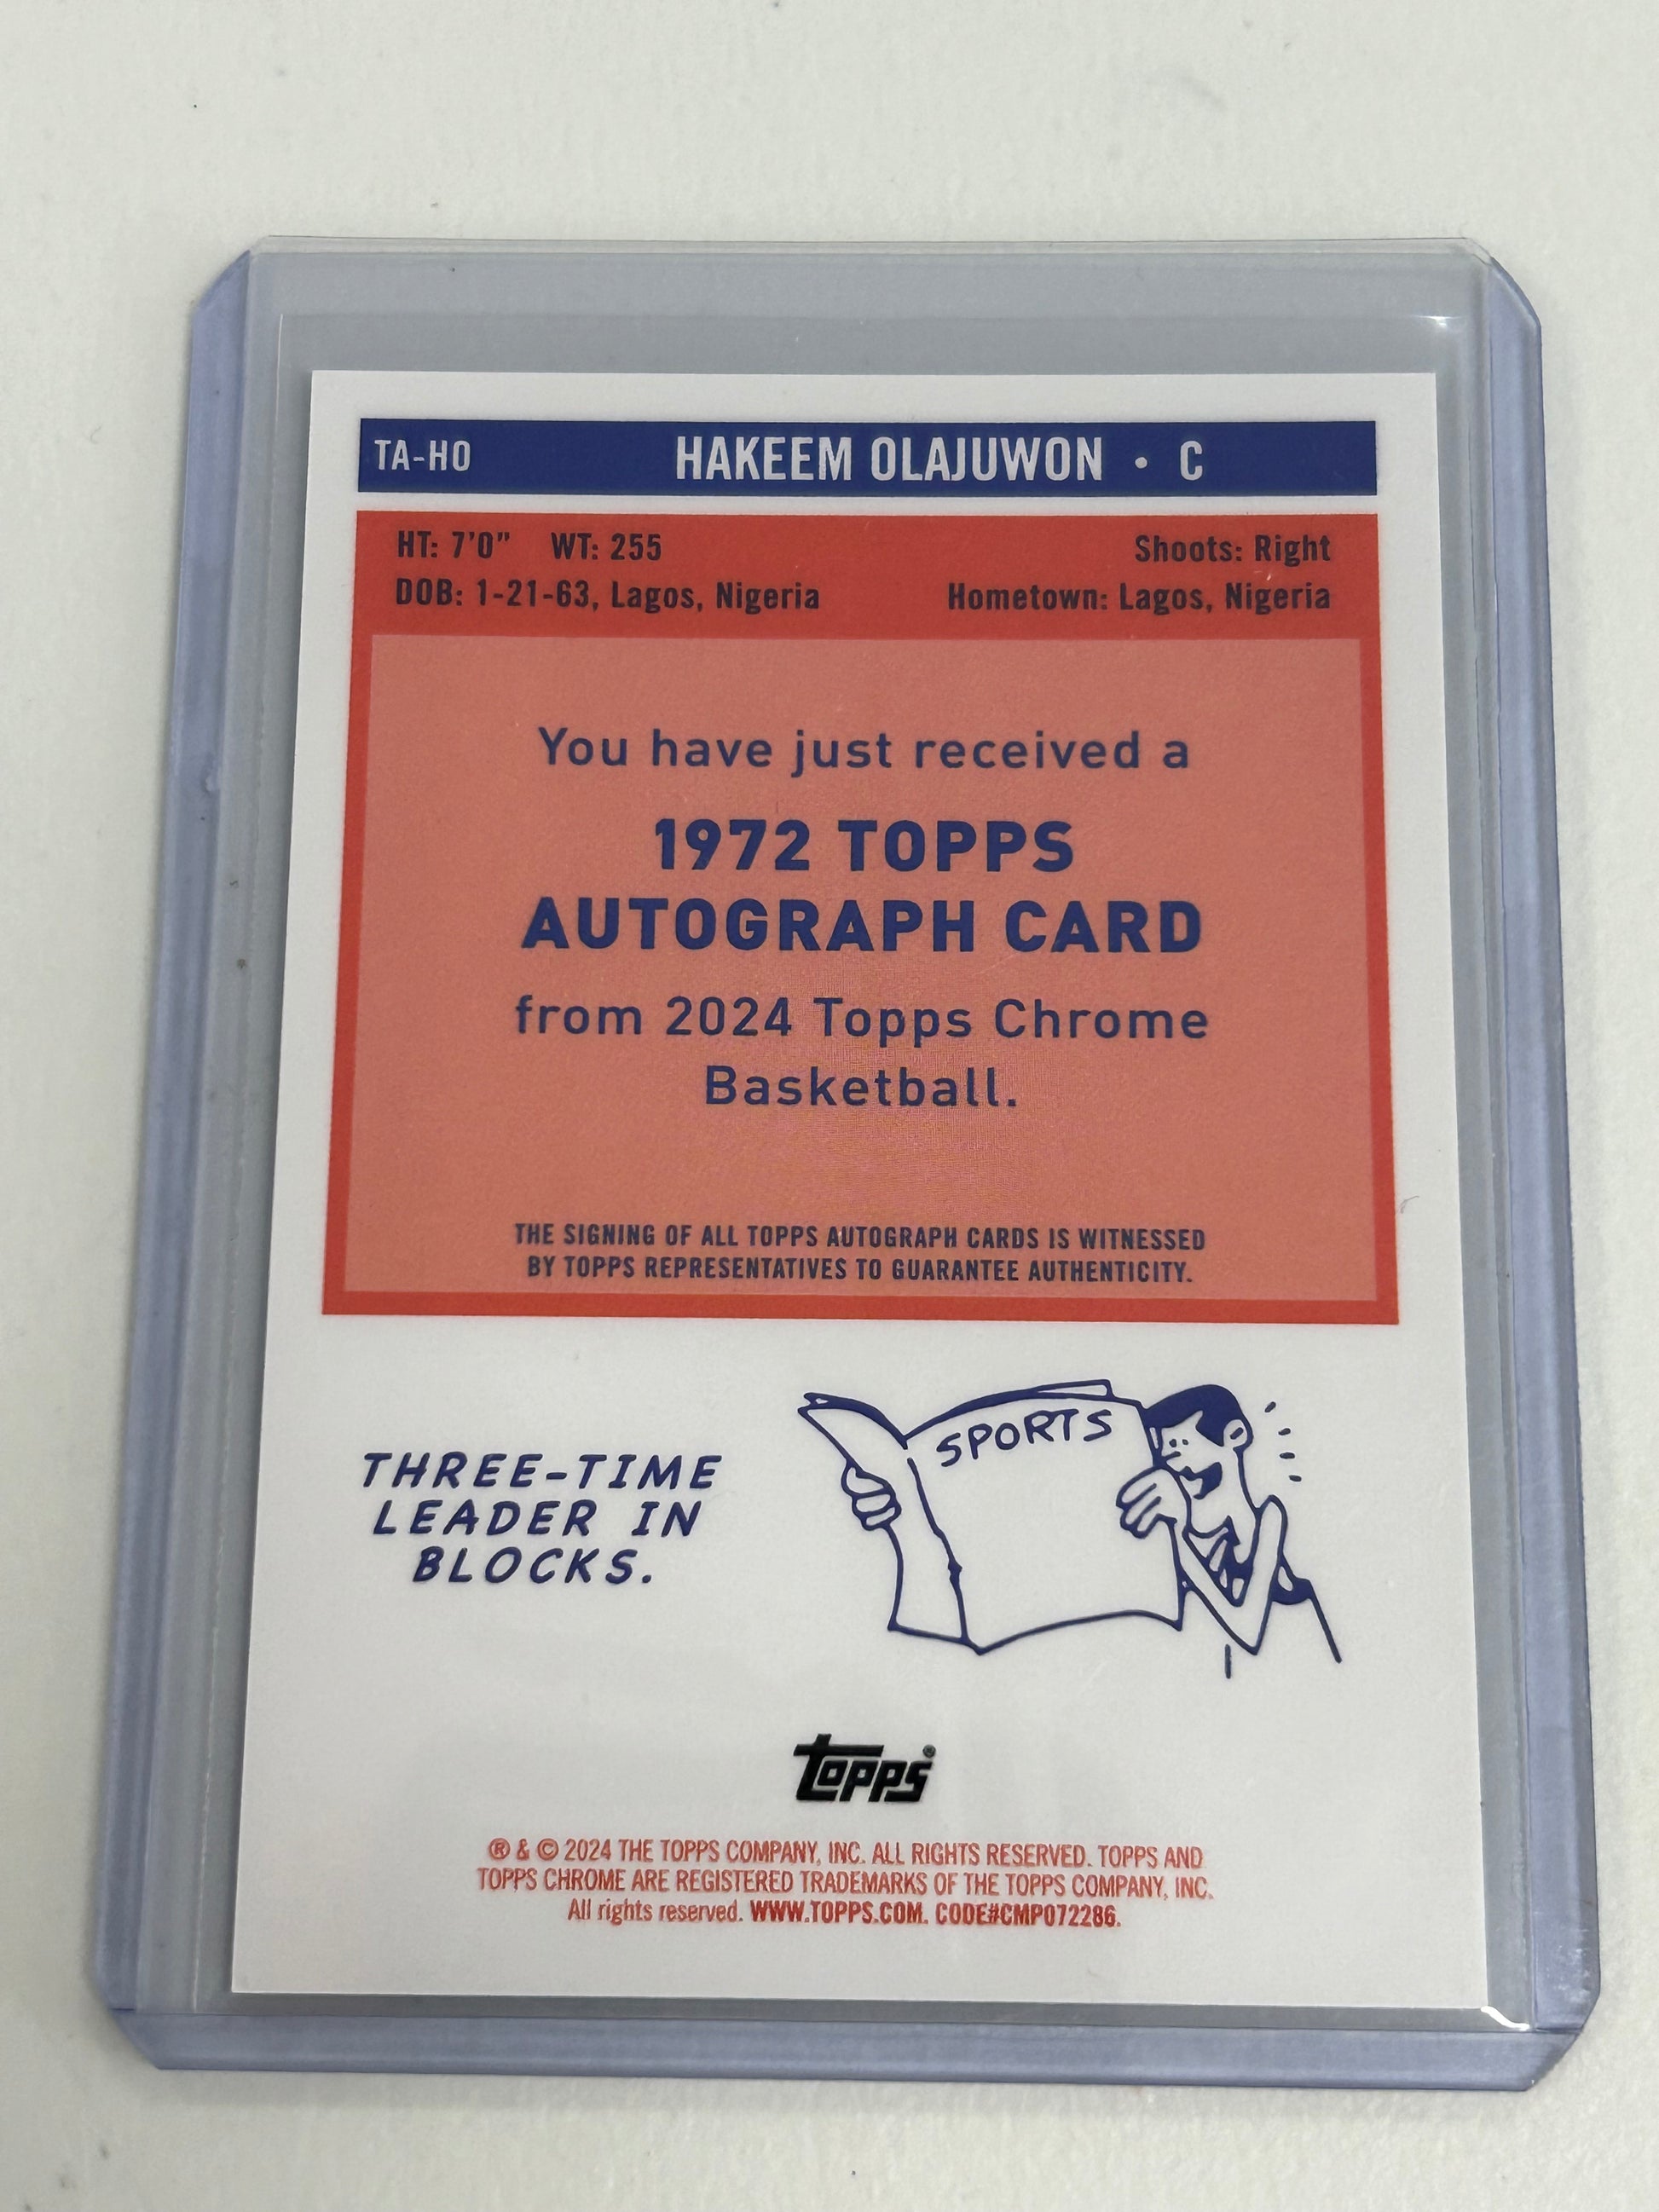 TA-HO HAKEEM OLAJUWON • C
HT: 7'0" WT: 255 Shoots: Right
DOB: 1-21-63, Lagos, Nigeria Hometown: Lagos, Nigeria
You have just received a
1972 TOPPS
AUTOGRAPH CARD
from 2024 Topps Chrome
Basketball.
THE SIGNING OF ALL TOPPS AUTOGRAPH CARDS IS WITNESSED
BY TOPPS REPRESENTATIVES TO GUARANTEE AUTHENTICITY.
SPORTS
THREE-TIME
LEADER IN
BLOCKS.
topps®
® & © 2024 THE TOPPS COMPANY, INC. ALL RIGHTS RESERVED. TOPPS AND
TOPPS CHROME ARE REGISTERED TRADEMARKS OF THE TOPPS COMPANY, INC.
All rights reserved. WWW.TOPPS.COM. CODE#CMP072286.